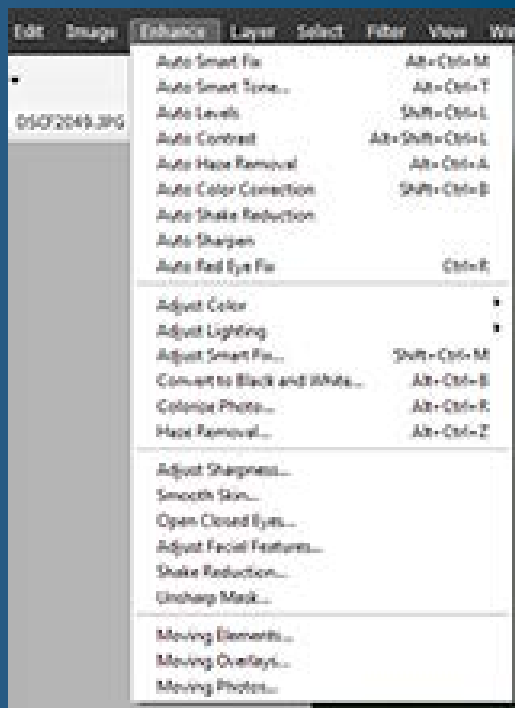 Edit Image Enhance Layer Select Filter View
DSCF2049.JPG
Auto Smart Fix Alt+Ctrl+M
Auto Smart Tone... Alt+Ctrl+T
Auto Levels Shift+Ctrl+L
Auto Contrast Alt+Shift+Ctrl+L
Auto Haze Removal Alt+Ctrl+A
Auto Color Correction Shift+Ctrl+B
Auto Shake Reduction
Auto Sharpen
Auto Red Eye Fix Ctrl+R
Adjust Color
Adjust Lighting
Adjust Smart Fix... Shift+Ctrl+M
Convert to Black and White... Alt+Ctrl+B
Colorize Photo... Alt+Ctrl+R
Haze Removal... Alt+Ctrl+Z
Adjust Sharpness...
Smooth Skin...
Open Closed Eyes...
Adjust Facial Features...
Shake Reduction...
Unsharp Mask...
Moving Elements...
Moving Overlays...
Moving Photos...